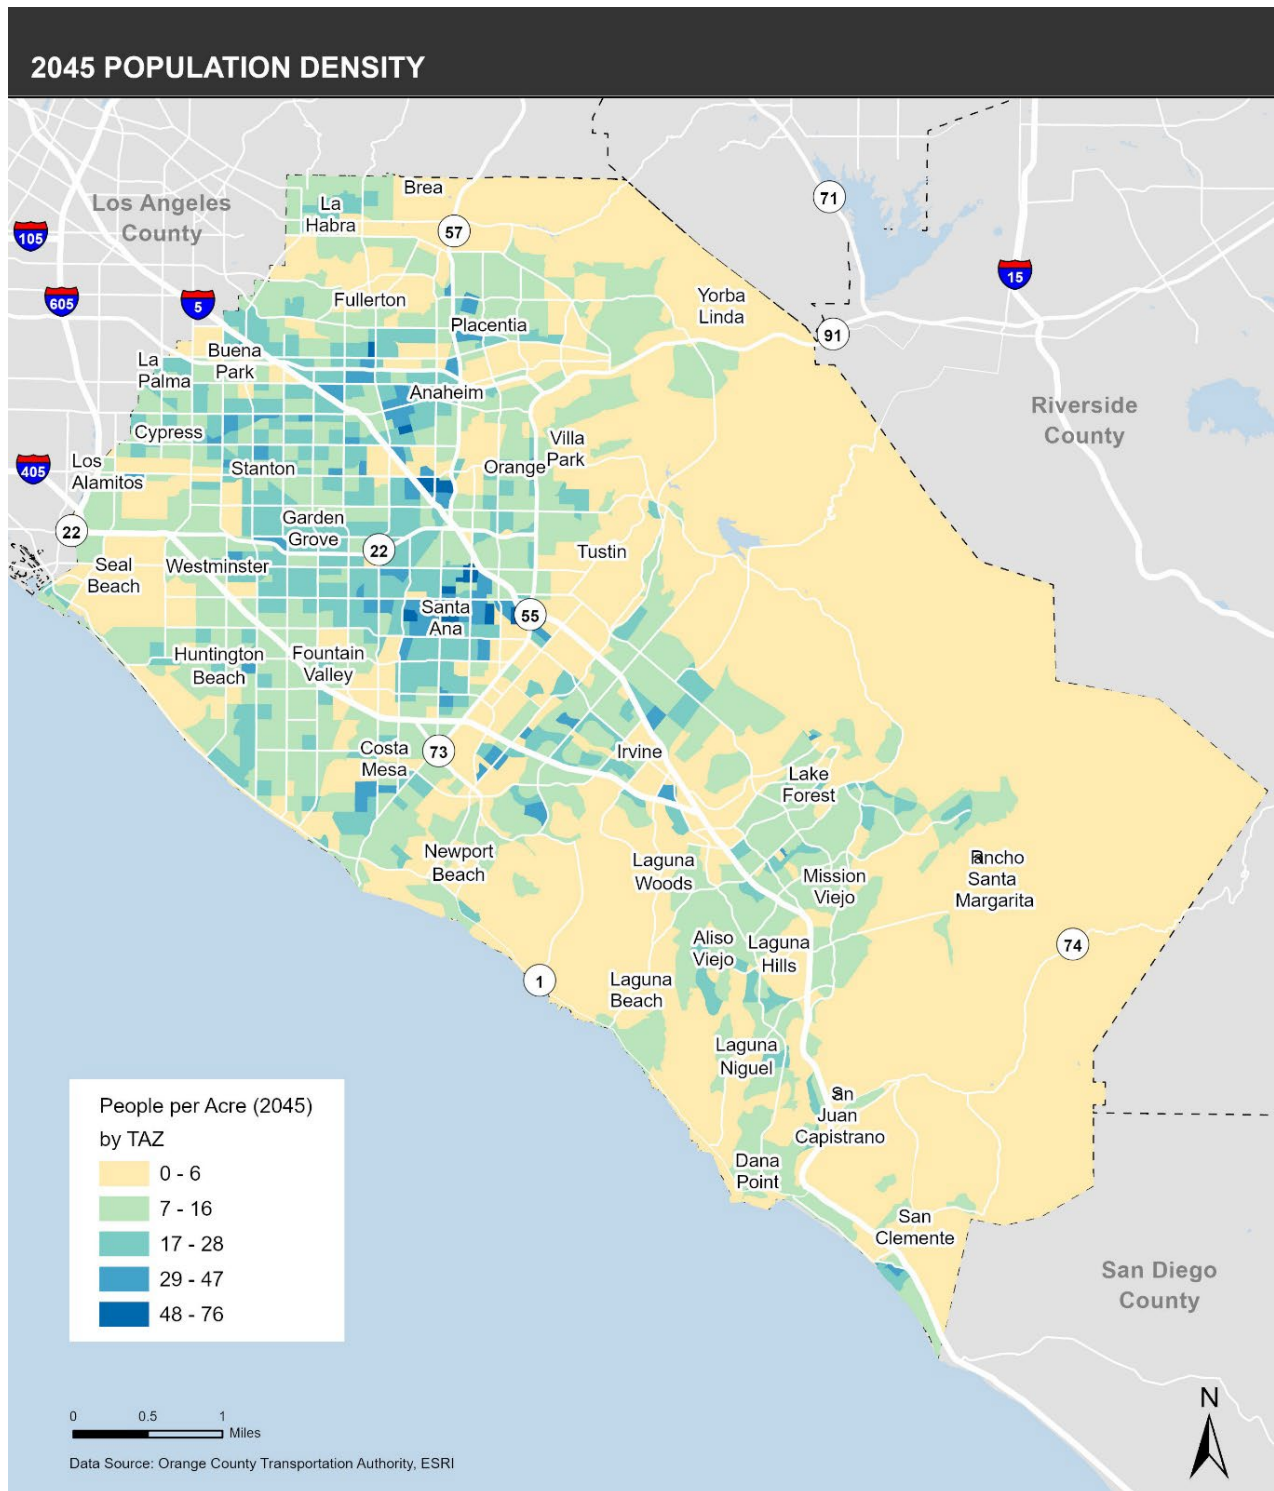 2045 POPULATION DENSITY
Brea
71
Los Angeles
County
La
Habra
57
105
15
605
5
Fullerton
Yorba
Linda
Placentia
91
La
Palma
Buena
Park
Anaheim
Riverside
County
Cypress
Villa
Park
405
Los
Alamitos
Stanton
Orange
22
Garden
Grove
22
Tustin
Seal
Beach
Westminster
Santa
Ana
55
Huntington
Beach
Fountain
Valley
Costa
Mesa
73
Irvine
Lake
Forest
Newport
Beach
Laguna
Woods
Mission
Viejo
Santa
Margarita
Aliso
Viejo
Laguna
Hills
74
1
Laguna
Beach
Laguna
Niguel
Juan
Capistrano
Dana
Point
San
Clemente
San Diego
County
People per Acre (2045)
by TAZ
0 - 6
7 - 16
17 - 28
29 - 47
48 - 76
N
0 0.5 1
Miles
Data Source: Orange County Transportation Authority, ESRI